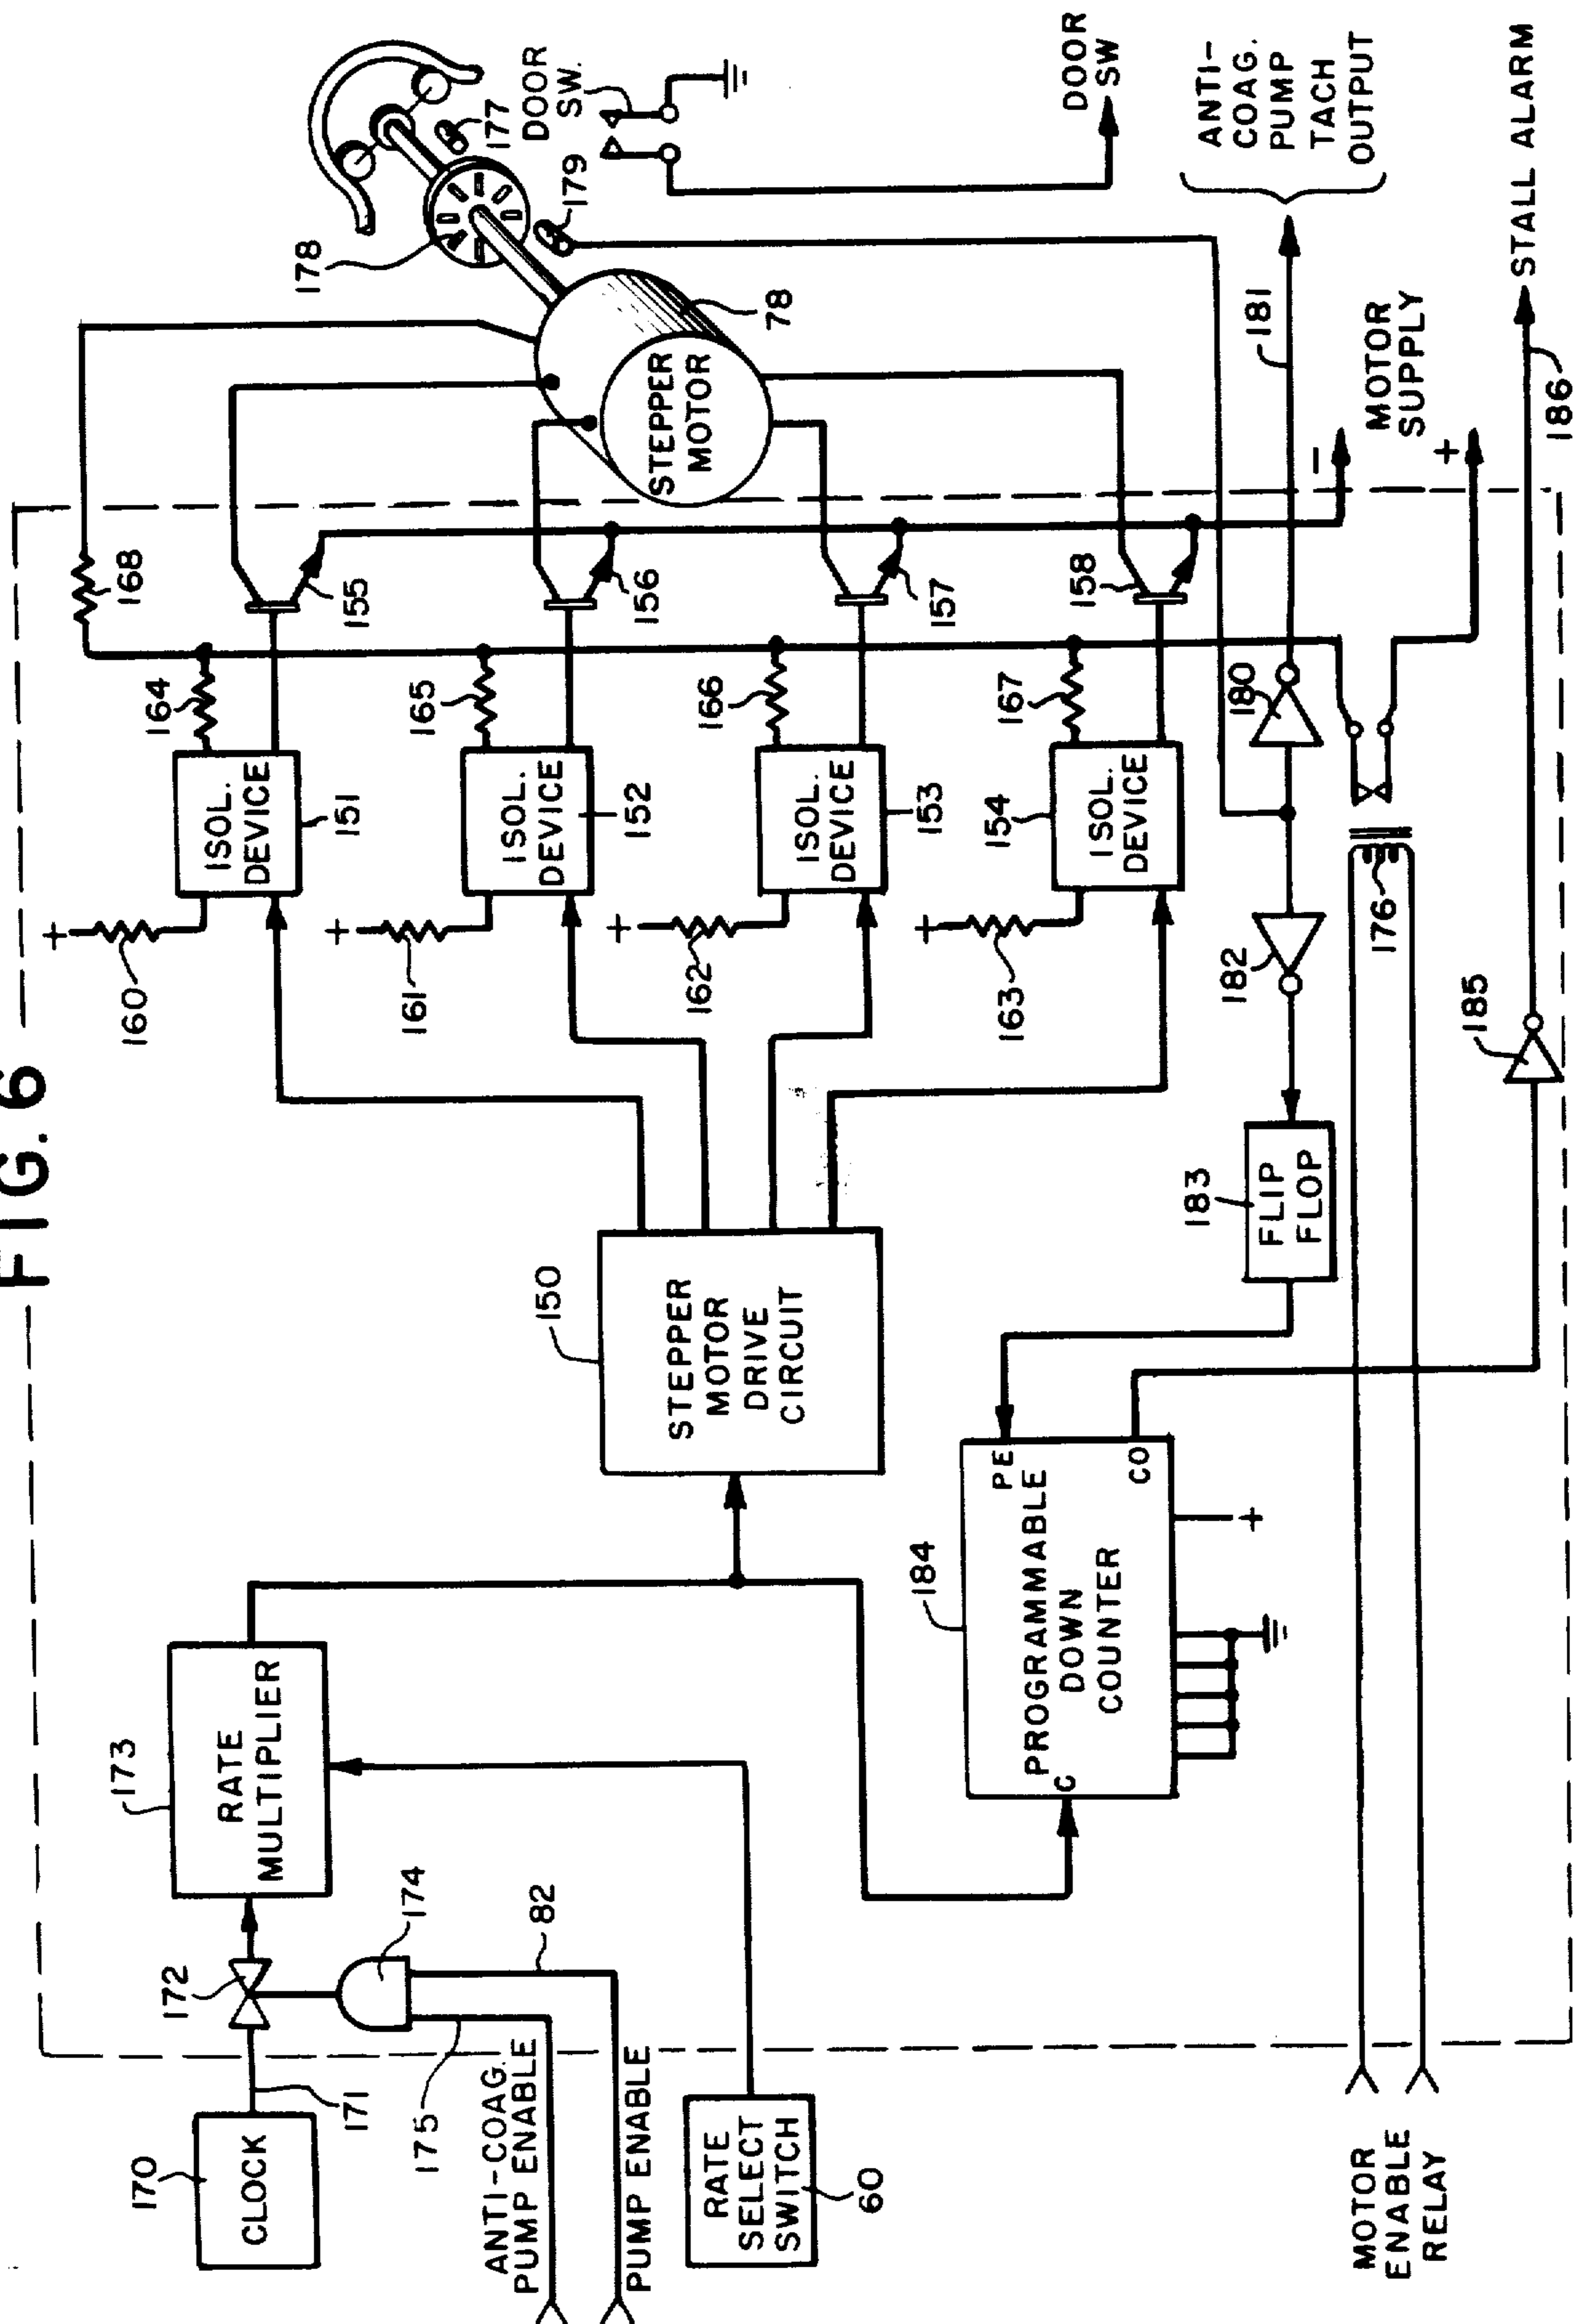 FIG. 6
170
CLOCK
171
172
173
RATE
MULTIPLIER
174
175
82
ANTI-COAG.
PUMP ENABLE
PUMP ENABLE
RATE
SELECT
SWITCH
60
150
STEPPER
MOTOR
DRIVE
CIRCUIT
184
PROGRAMMABLE
DOWN
COUNTER
C
PE
CO
+
183
FLIP
FLOP
182
180
+
160
ISOL.
DEVICE
151
164
168
155
+
161
ISOL.
DEVICE
152
165
156
+
162
ISOL.
DEVICE
153
166
157
+
163
ISOL.
DEVICE
154
167
158
STEPPER
MOTOR
78
178
177
179
DOOR
SW.
DOOR
SW
ANTI-
COAG.
PUMP
TACH
OUTPUT
181
-
MOTOR
SUPPLY
+
176
185
186
STALL ALARM
MOTOR
ENABLE
RELAY